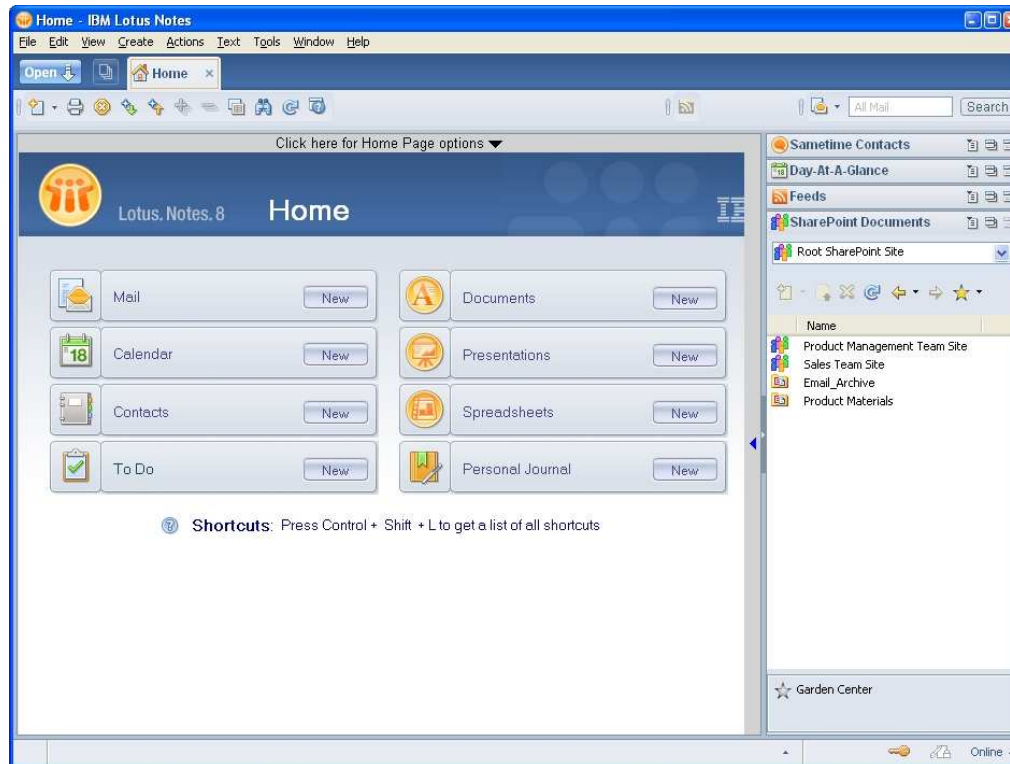 Home - IBM Lotus Notes
File Edit View Create Actions Text Tools Window Help
Open Home
All Mail Search
Click here for Home Page options
Lotus. Notes. 8 Home
Mail New
Calendar New
Contacts New
To Do New
18
Documents New
Presentations New
Spreadsheets New
Personal Journal New
Shortcuts: Press Control + Shift + L to get a list of all shortcuts
Sametime Contacts
Day-At-A-Glance
Feeds
SharePoint Documents
Root SharePoint Site
Name
Product Management Team Site
Sales Team Site
Email_Archive
Product Materials
Garden Center
Online